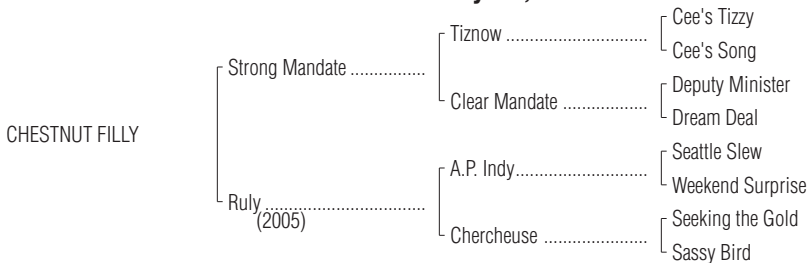 Cee's Tizzy
Tiznow
Cee's Song
Strong Mandate
Deputy Minister
Clear Mandate
Dream Deal
CHESTNUT FILLY
Seattle Slew
A.P. Indy
Weekend Surprise
Ruly
(2005)
Seeking the Gold
Chercheuse
Sassy Bird